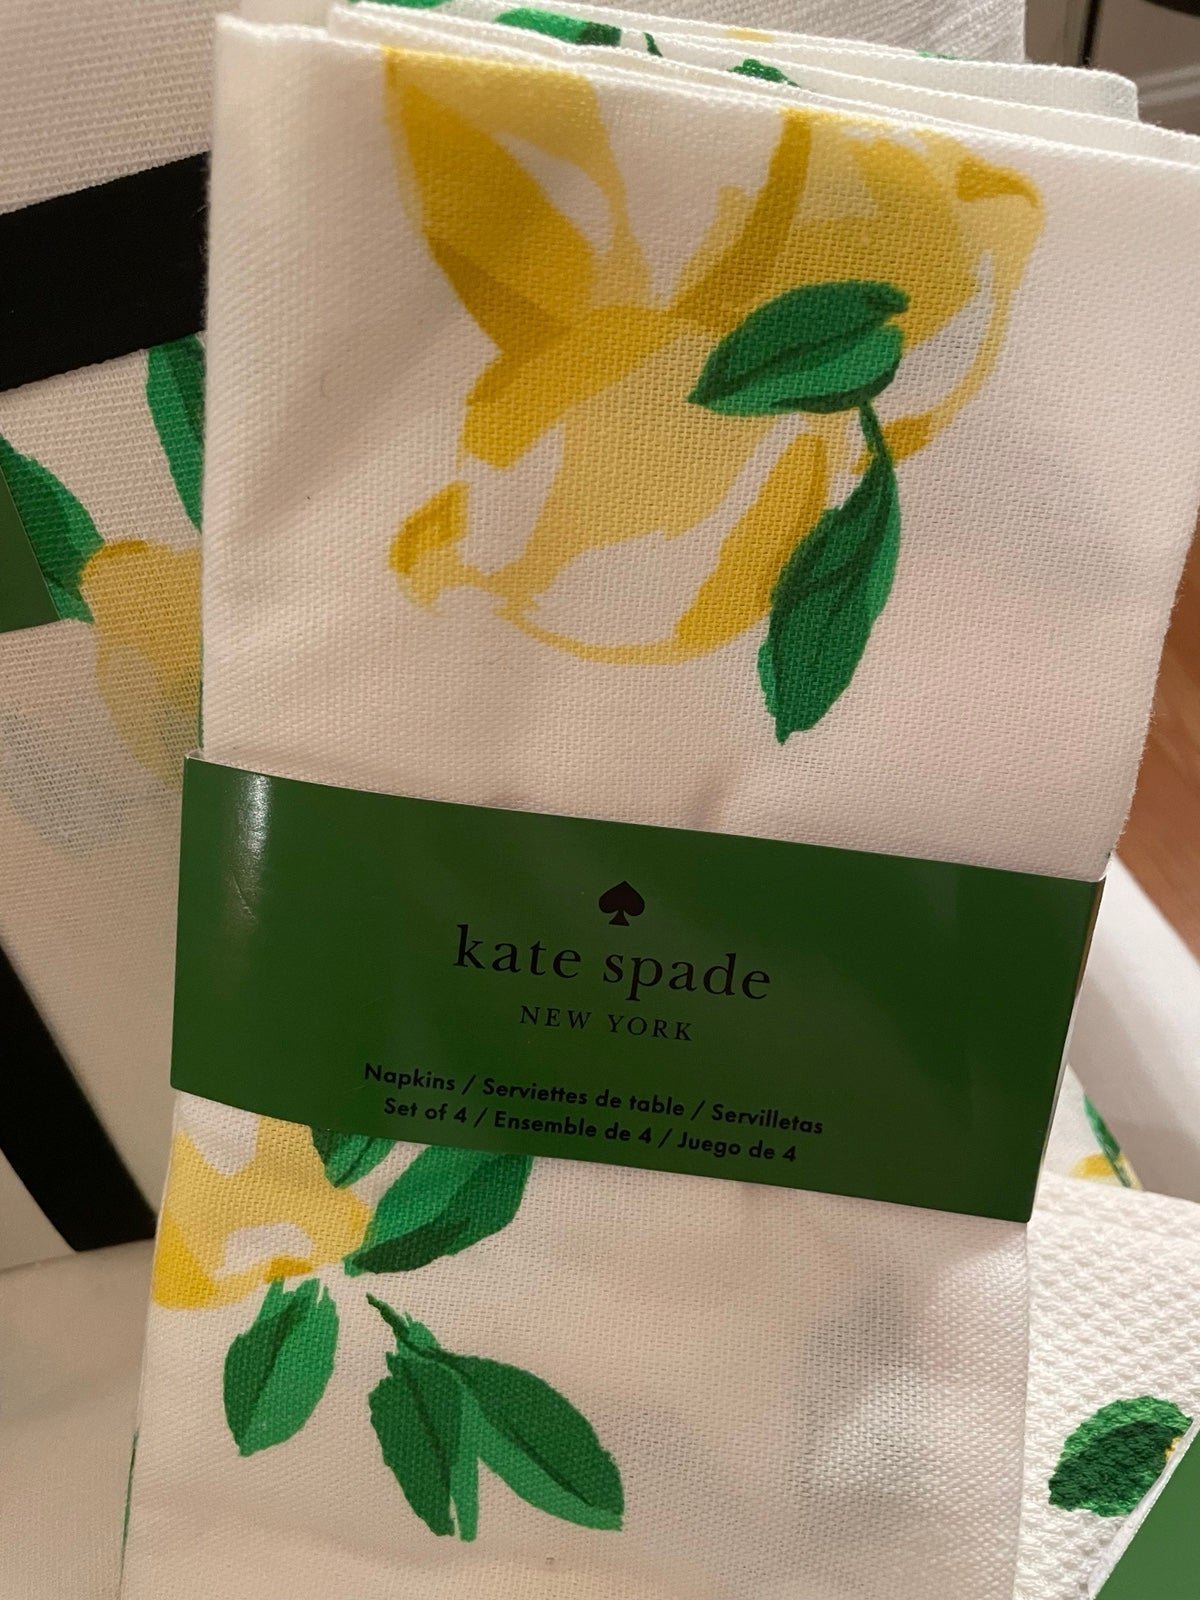 kate spade
NEW YORK
Napkins / Serviettes de table / Servilletas
Set of 4 / Ensemble de 4 / Juego de 4